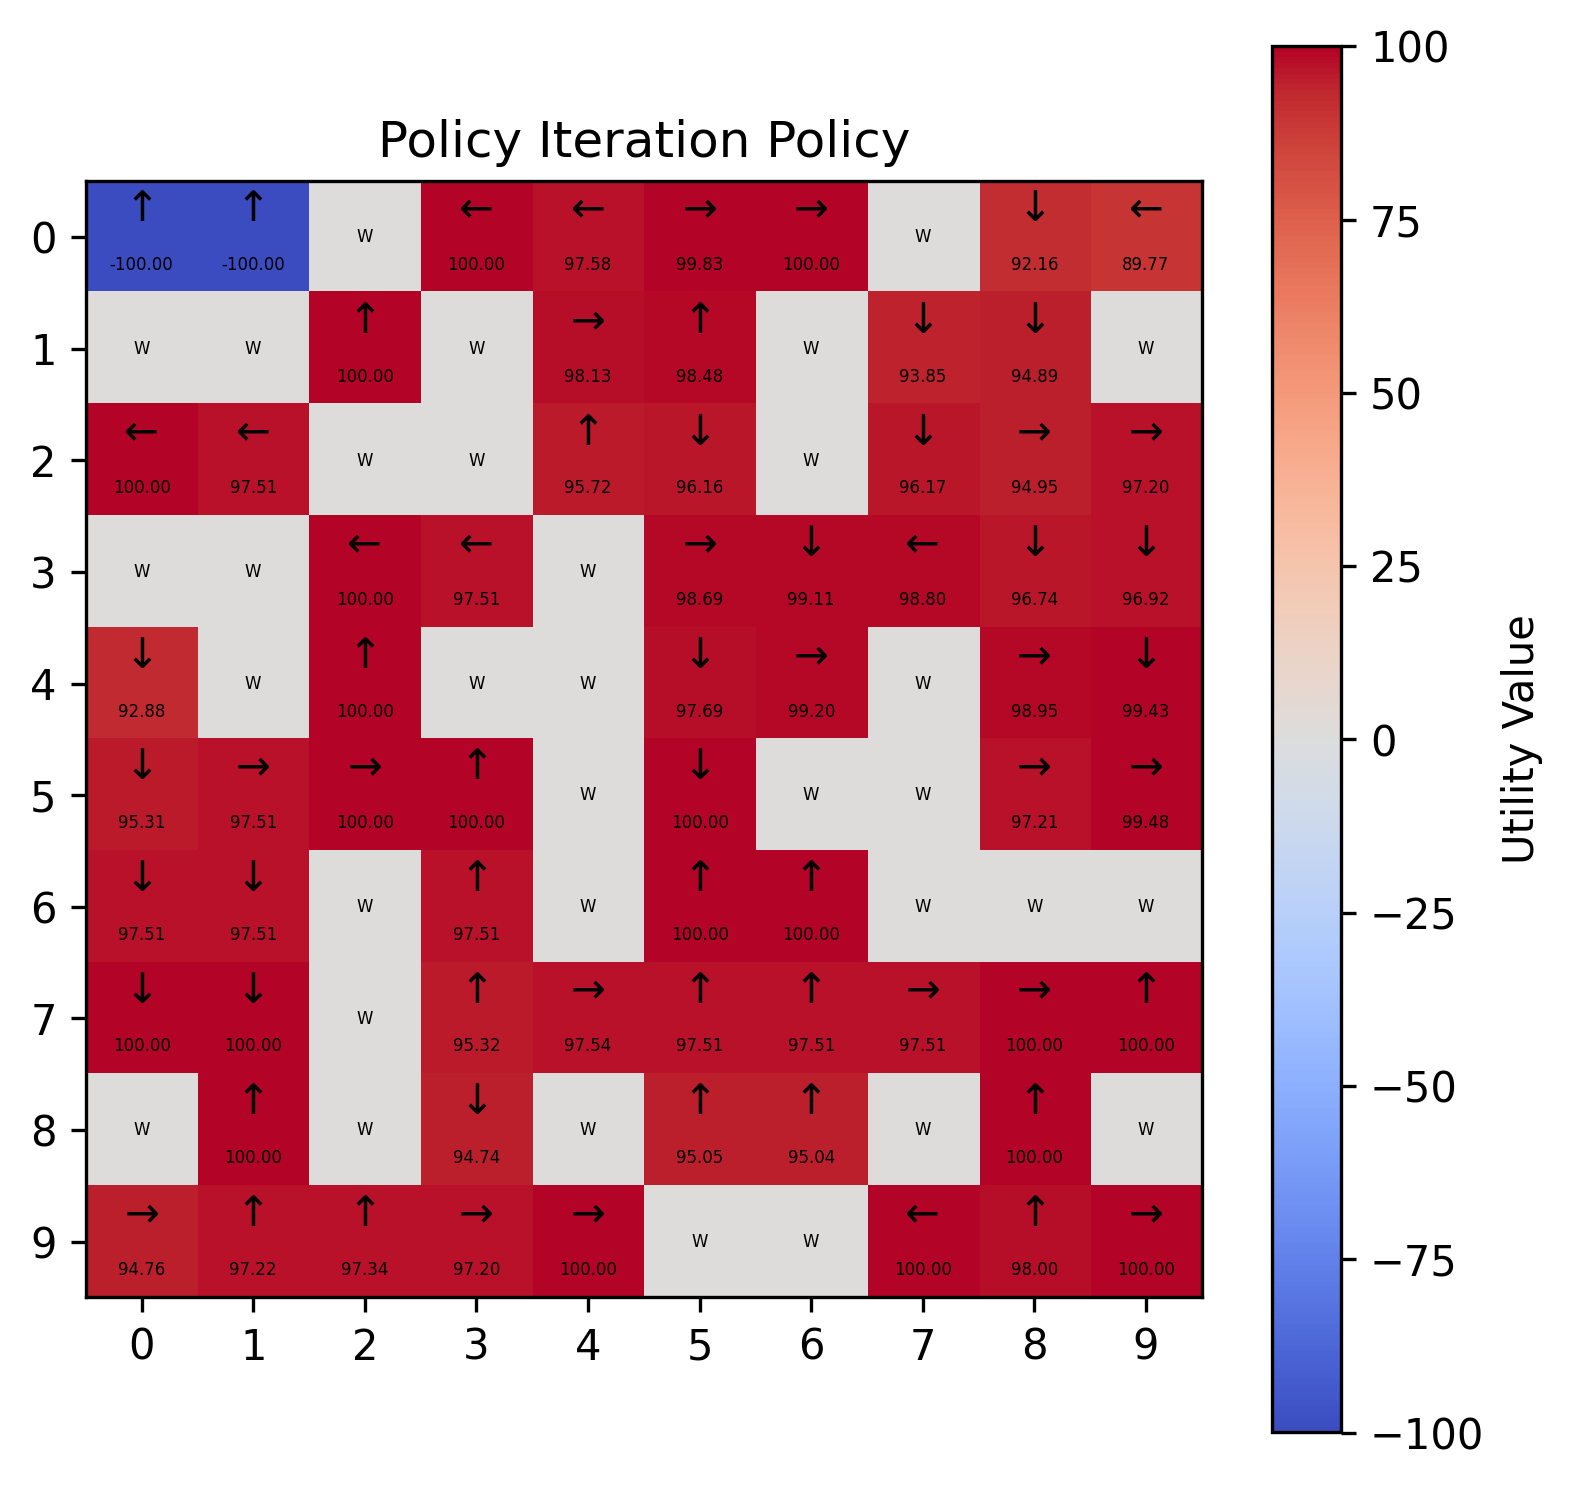 Policy Iteration Policy
0 ↑ ↑ W ← ← → → W ↓ ←
-100.00 -100.00 100.00 97.58 99.83 100.00 92.16 89.77
1 W W ↑ W → ↑ W ↓ ↓ W
100.00 98.13 98.48 93.85 94.89
2 ← ← W W ↑ ↓ W ↓ → →
100.00 97.51 95.72 96.16 96.17 94.95 97.20
3 W W ← ← W → ↓ ← ↓ ↓
100.00 97.51 98.69 99.11 98.80 96.74 96.92
4 ↓ W ↑ W W ↓ → W → ↓
92.88 100.00 97.69 99.20 98.95 99.43
5 ↓ → → ↑ W ↓ W W → →
95.31 97.51 100.00 100.00 100.00 97.21 99.48
6 ↓ ↓ W ↑ W ↑ ↑ W W W
97.51 97.51 97.51 100.00 100.00
7 ↓ ↓ W ↑ → ↑ ↑ → → ↑
100.00 100.00 95.32 97.54 97.51 97.51 97.51 100.00 100.00
8 W ↑ W ↓ W ↑ ↑ W ↑ W
100.00 94.74 95.05 95.04 100.00
9 → ↑ ↑ → → W W ← ↑ →
94.76 97.22 97.34 97.20 100.00 100.00 98.00 100.00
0 1 2 3 4 5 6 7 8 9
100
75
50
25
0
−25
−50
−75
−100
Utility Value